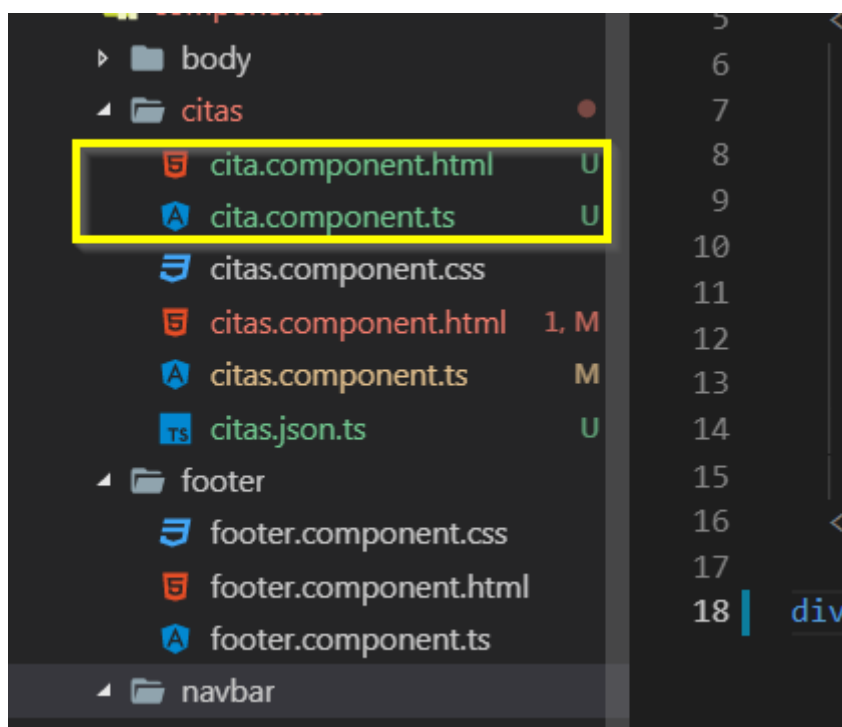 components
body
citas
cita.component.html U
cita.component.ts U
citas.component.css
citas.component.html 1, M
citas.component.ts M
TS citas.json.ts U
footer
footer.component.css
footer.component.html
footer.component.ts
navbar
5 <
6
7
8
9
10
11
12
13
14
15
16 <
17
18 div